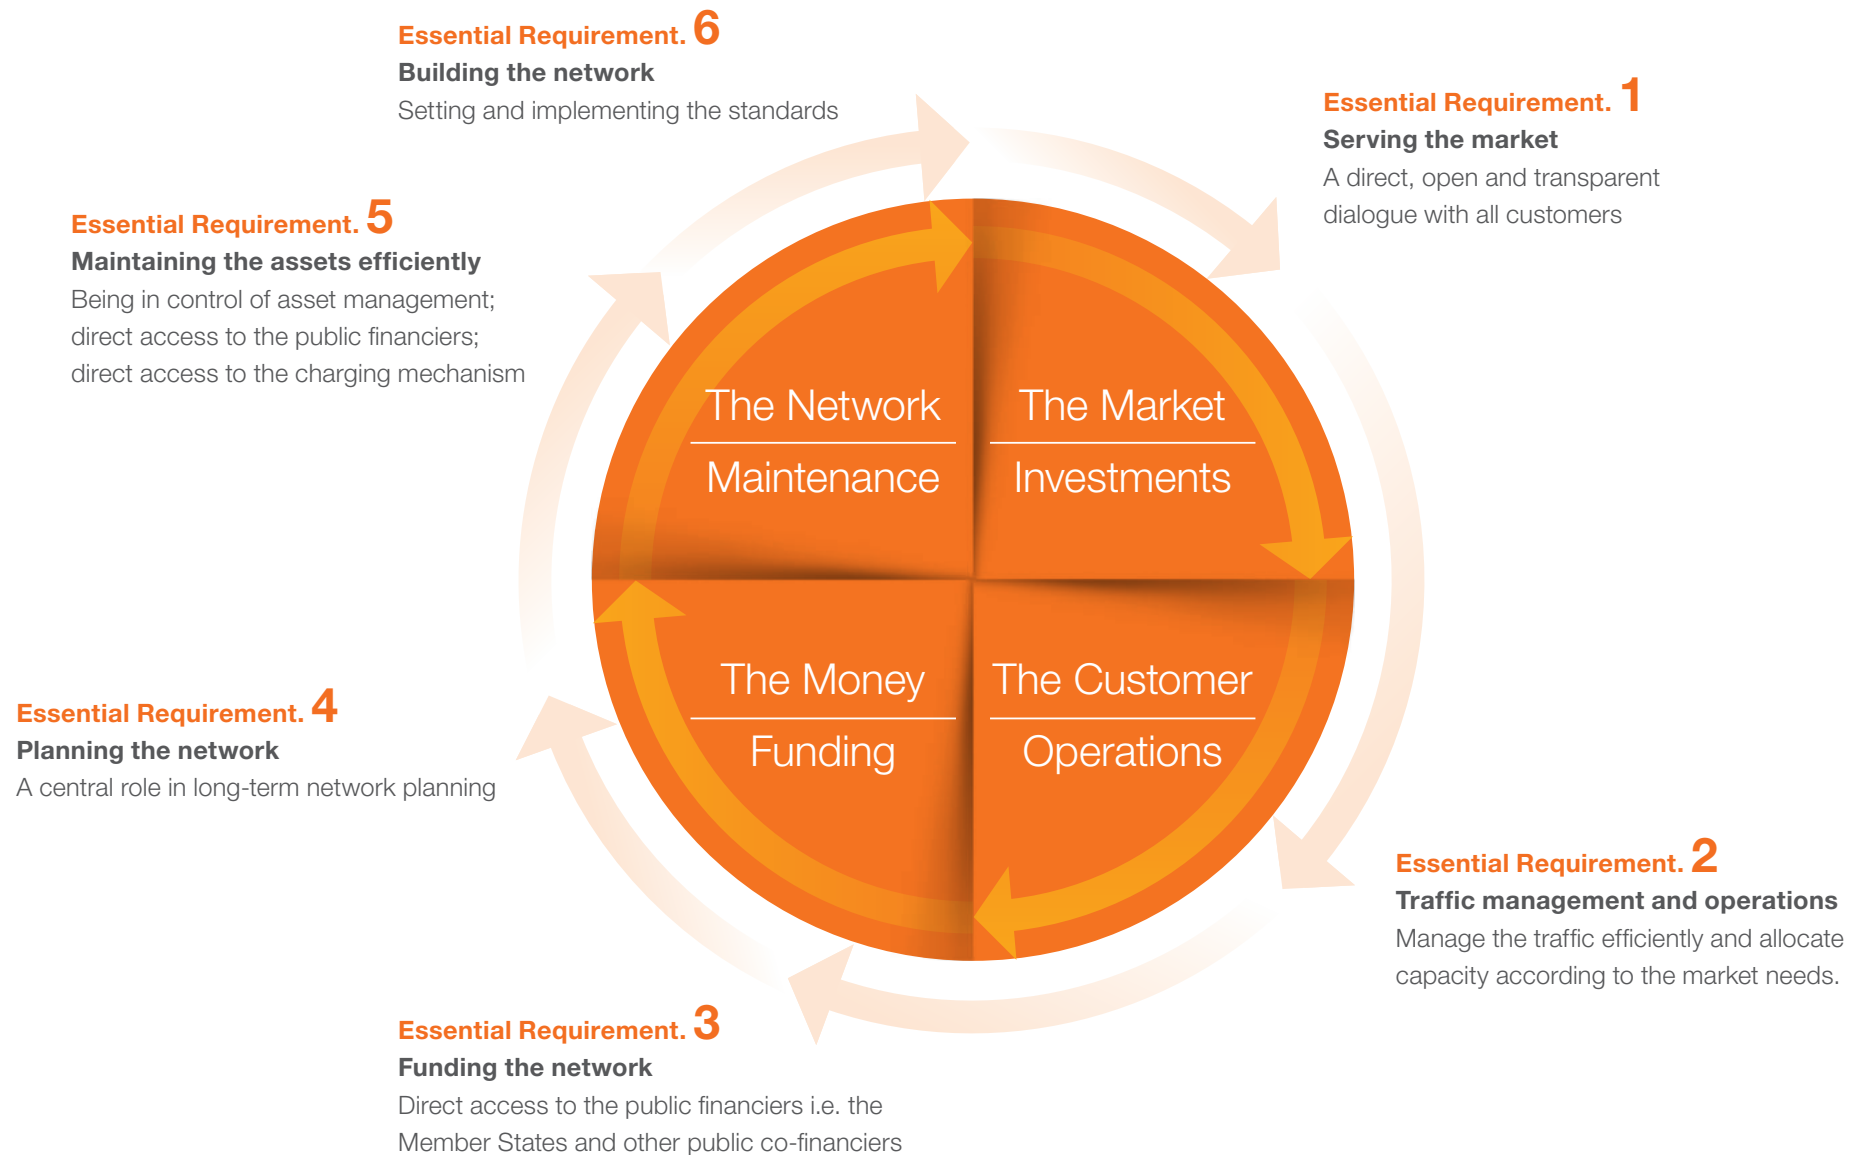 Essential Requirement. 6
Building the network
Setting and implementing the standards
Essential Requirement. 1
Serving the market
A direct, open and transparent
dialogue with all customers
Essential Requirement. 5
Maintaining the assets efficiently
Being in control of asset management;
direct access to the public financiers;
direct access to the charging mechanism
The Network
Maintenance
The Market
Investments
The Money
Funding
The Customer
Operations
Essential Requirement. 4
Planning the network
A central role in long-term network planning
Essential Requirement. 2
Traffic management and operations
Manage the traffic efficiently and allocate
capacity according to the market needs.
Essential Requirement. 3
Funding the network
Direct access to the public financiers i.e. the
Member States and other public co-financiers